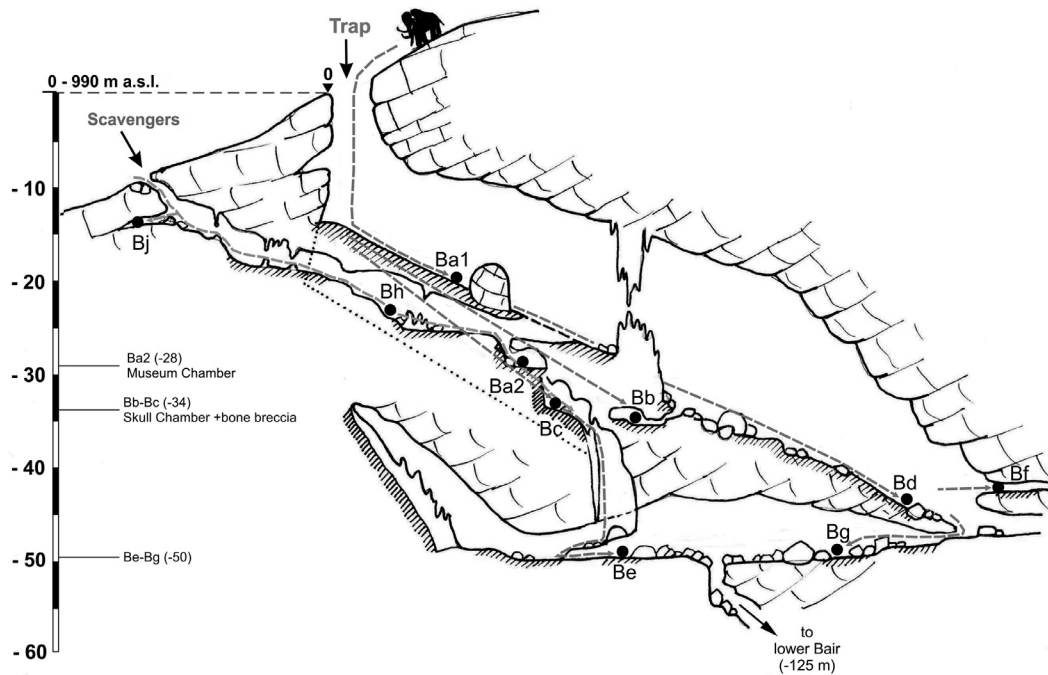 Trap
0 - 990 m a.s.l.
0
Scavengers
- 10
Bj
Ba1
- 20
Bh
Ba2 (-28)
Museum Chamber
- 30
Ba2
Bb-Bc (-34)
Skull Chamber +bone breccia
Bb
Bc
- 40
Bd
Bf
Be-Bg (-50)
- 50
Be
Bg
- 60
to
lower Bair
(-125 m)